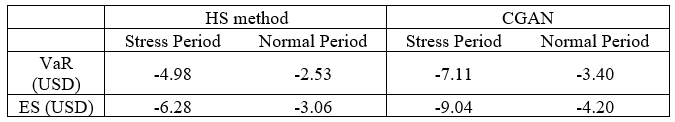 HS method CGAN
Stress Period Normal Period Stress Period Normal Period
VaR (USD) -4.98 -2.53 -7.11 -3.40
ES (USD) -6.28 -3.06 -9.04 -4.20